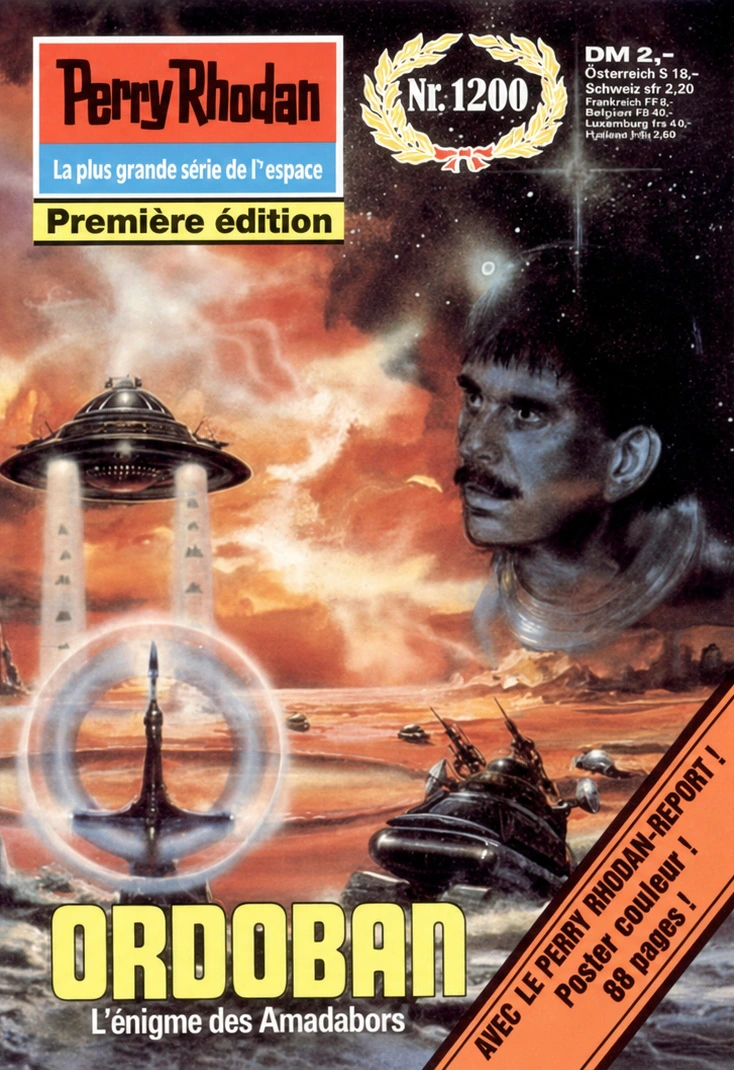 Perry Rhodan
La plus grande série de l'espace
Première édition
Nr. 1200
DM 2,-
Österreich S 18,-
Schweiz sfr 2,20
Frankreich FF 8,-
Belgien FB 40,-
Luxemburg frs 40,-
2,60
AVEC LE PERRY RHODAN-REPORT !
Poster couleur !
88 pages !
ORDOBAN
L'énigme des Amadabors